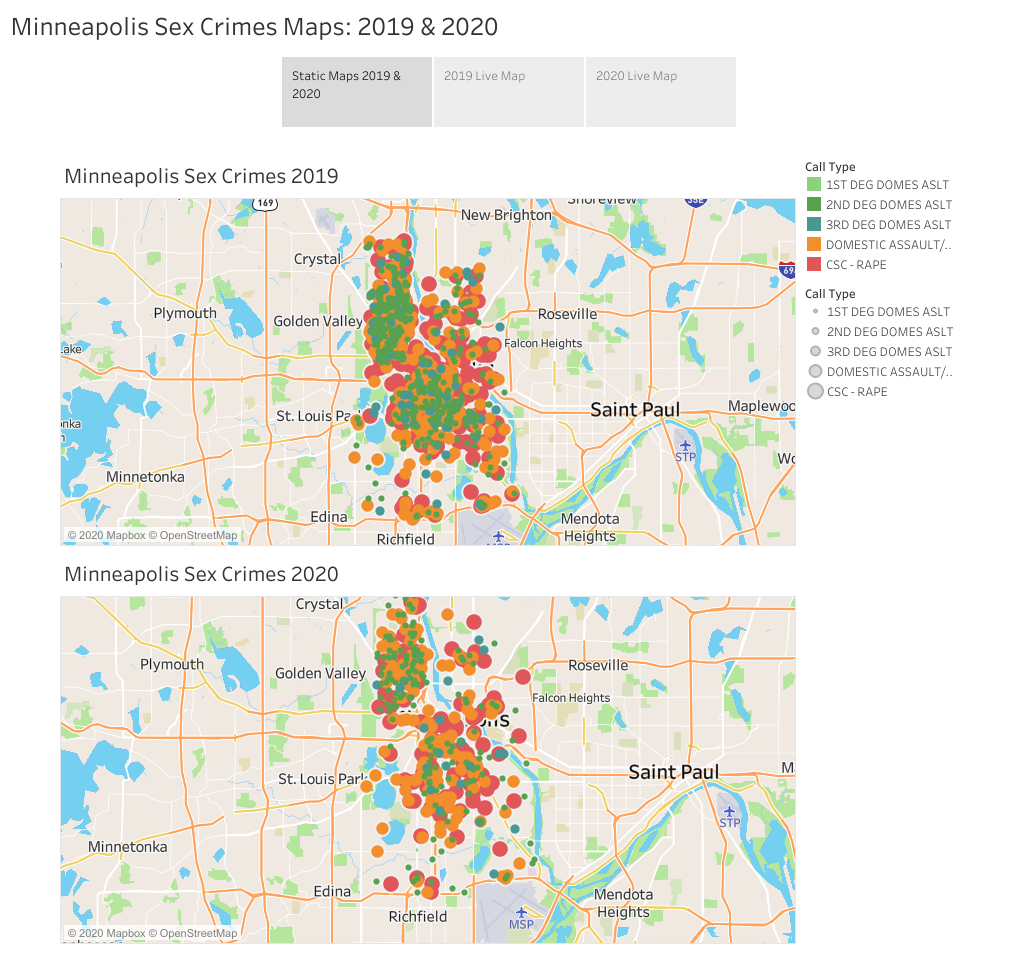 Minneapolis Sex Crimes Maps: 2019 & 2020
Static Maps 2019 &
2020
2019 Live Map
2020 Live Map
Minneapolis Sex Crimes 2019
169
Shoreview
New Brighton
Crystal
Plymouth
Golden Valley
Roseville
Falcon Heights
St. Louis Pa
Saint Paul
Maplewoo
STP
Minnetonka
Edina
Richfield
Mendota
Heights
MSP
© 2020 Mapbox © OpenStreetMap
Call Type
1ST DEG DOMES ASLT
2ND DEG DOMES ASLT
3RD DEG DOMES ASLT
DOMESTIC ASSAULT/..
CSC - RAPE
Call Type
1ST DEG DOMES ASLT
2ND DEG DOMES ASLT
3RD DEG DOMES ASLT
DOMESTIC ASSAULT/..
CSC - RAPE
Minneapolis Sex Crimes 2020
Crystal
Plymouth
Golden Valley
Roseville
Falcon Heights
St. Louis Park
Saint Paul
STP
Minnetonka
Edina
Richfield
Mendota
Heights
MSP
© 2020 Mapbox © OpenStreetMap